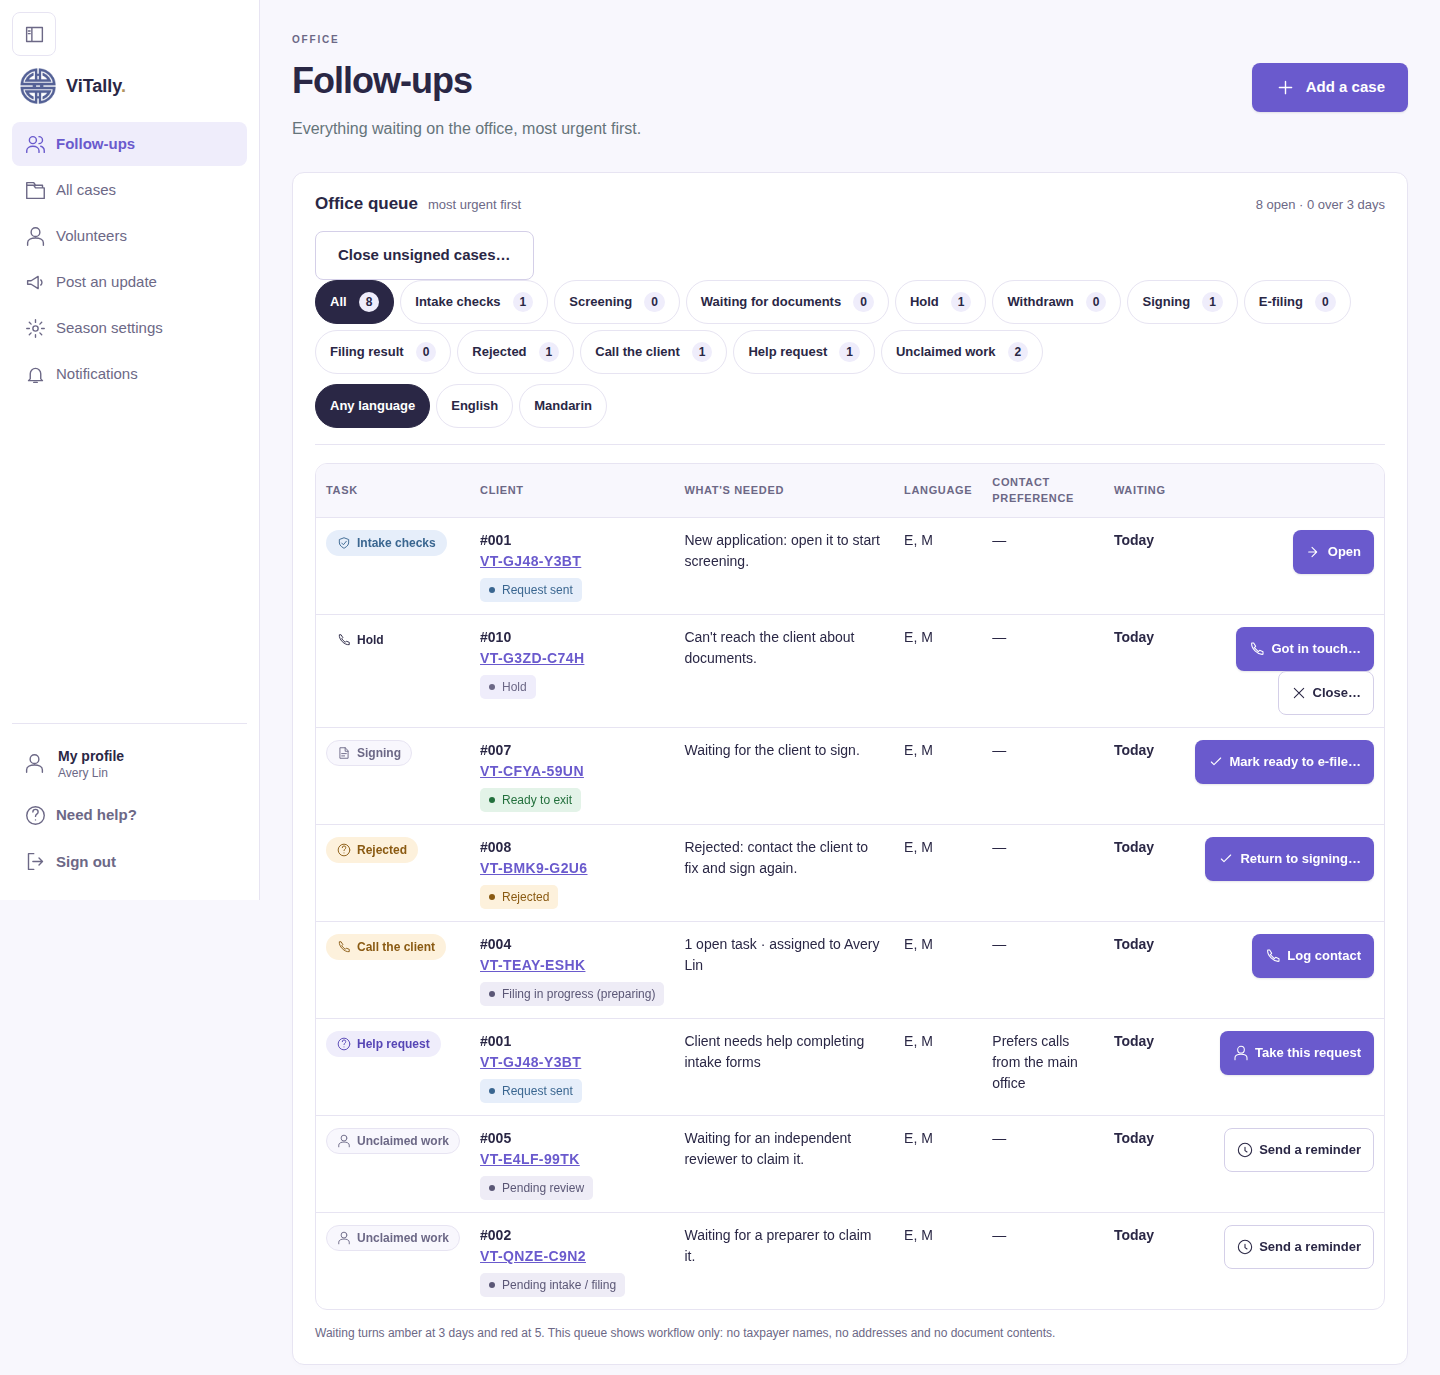 ViTally.
Follow-ups
All cases
Volunteers
Post an update
Season settings
Notifications
My profile
Avery Lin
Need help?
Sign out
OFFICE
Follow-ups
Add a case
Everything waiting on the office, most urgent first.
Office queue most urgent first 8 open · 0 over 3 days
Close unsigned cases…
All 8 Intake checks 1 Screening 0 Waiting for documents 0 Hold 1 Withdrawn 0 Signing 1 E-filing 0
Filing result 0 Rejected 1 Call the client 1 Help request 1 Unclaimed work 2
Any language English Mandarin
TASK CLIENT WHAT'S NEEDED LANGUAGE CONTACT PREFERENCE WAITING
Intake checks #001 New application: open it to start E, M — Today Open
VT-GJ48-Y3BT screening.
Request sent
Hold #010 Can't reach the client about E, M — Today Got in touch…
VT-G3ZD-C74H documents.
Hold Close…
Signing #007 Waiting for the client to sign. E, M — Today Mark ready to e-file…
VT-CFYA-59UN
Ready to exit
Rejected #008 Rejected: contact the client to E, M — Today Return to signing…
VT-BMK9-G2U6 fix and sign again.
Rejected
Call the client #004 1 open task · assigned to Avery E, M — Today Log contact
VT-TEAY-ESHK Lin
Filing in progress (preparing)
Help request #001 Client needs help completing E, M Prefers calls Today Take this request
VT-GJ48-Y3BT intake forms from the main
Request sent office
Unclaimed work #005 Waiting for an independent E, M — Today Send a reminder
VT-E4LF-99TK reviewer to claim it.
Pending review
Unclaimed work #002 Waiting for a preparer to claim E, M — Today Send a reminder
VT-QNZE-C9N2 it.
Pending intake / filing
Waiting turns amber at 3 days and red at 5. This queue shows workflow only: no taxpayer names, no addresses and no document contents.